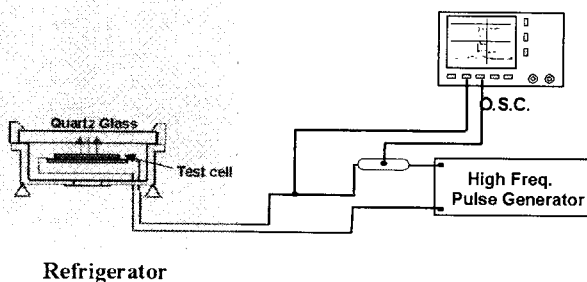 O.S.C.
Quartz Glass
Test cell
High Freq.
Pulse Generator
Refrigerator